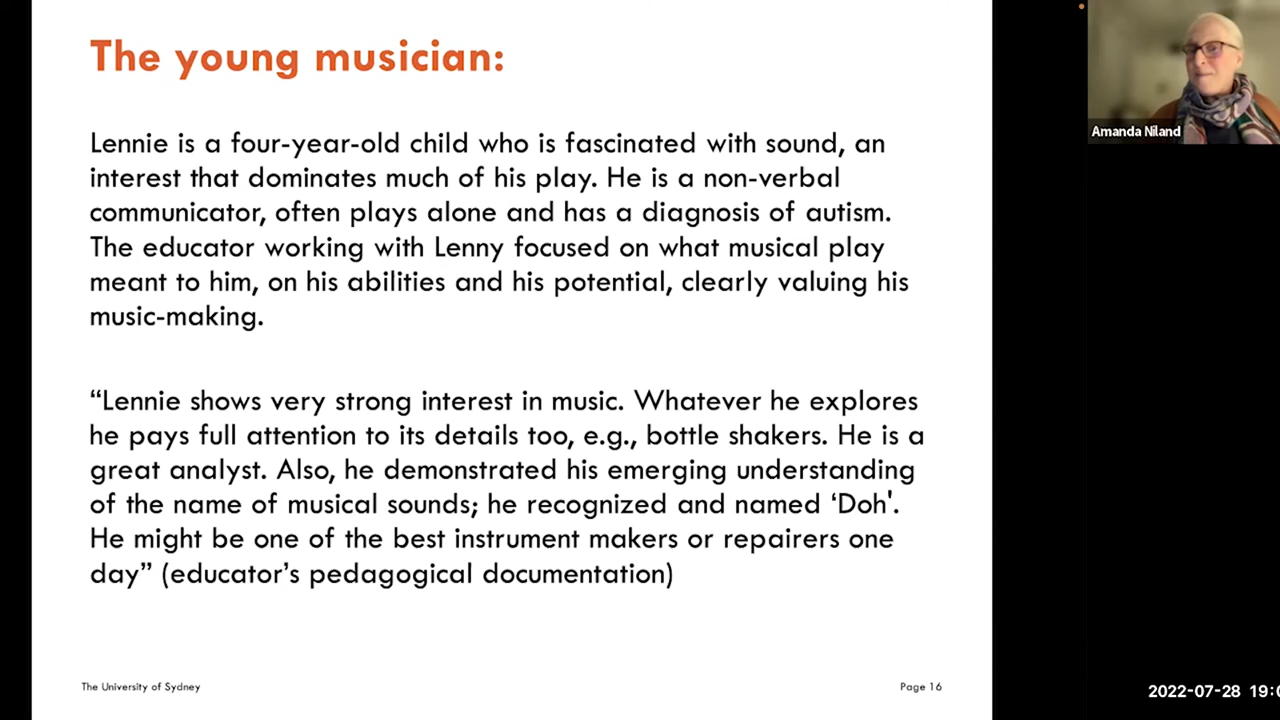 The young musician:
Lennie is a four-year-old child who is fascinated with sound, an
interest that dominates much of his play. He is a non-verbal
communicator, often plays alone and has a diagnosis of autism.
The educator working with Lenny focused on what musical play
meant to him, on his abilities and his potential, clearly valuing his
music-making.
“Lennie shows very strong interest in music. Whatever he explores
he pays full attention to its details too, e.g., bottle shakers. He is a
great analyst. Also, he demonstrated his emerging understanding
of the name of musical sounds; he recognized and named ‘Doh'.
He might be one of the best instrument makers or repairers one
day” (educator’s pedagogical documentation)
The University of Sydney
Page 16
Amanda Niland
2022-07-28 19:0